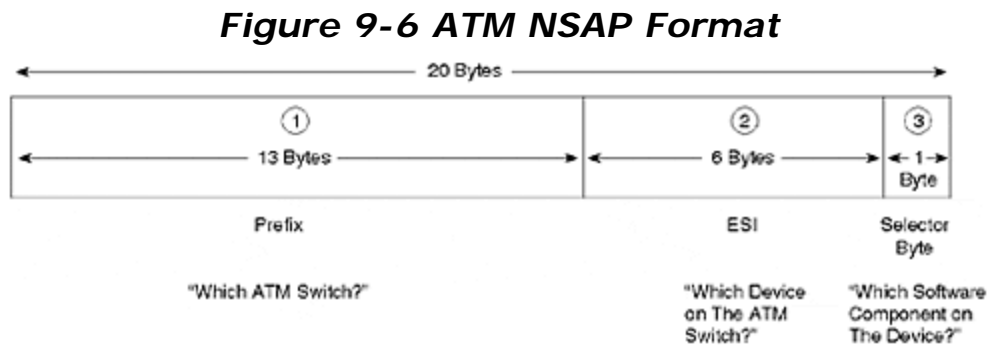 Figure 9-6 ATM NSAP Format
20 Bytes
1
2
3
13 Bytes
6 Bytes
1
Byte
Prefix
ESI
Selector
Byte
"Which ATM Switch?"
"Which Device
on The ATM
Switch?"
"Which Software
Component on
The Device?"